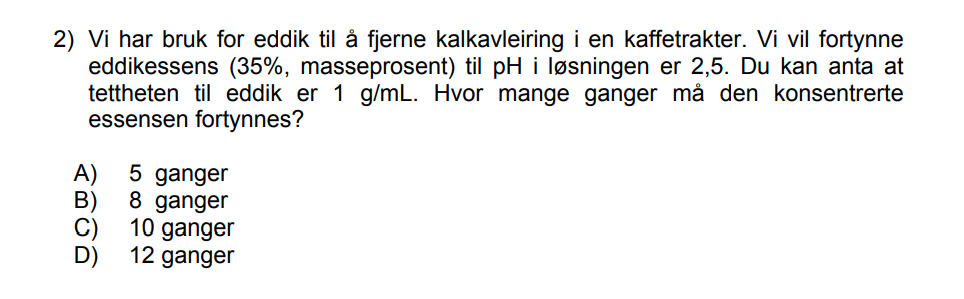 2) Vi har bruk for eddik til å fjerne kalkavleiring i en kaffetrakter. Vi vil fortynne
eddikessens (35%, masseprosent) til pH i løsningen er 2,5. Du kan anta at
tettheten til eddik er 1 g/mL. Hvor mange ganger må den konsentrerte
essensen fortynnes?
A) 5 ganger
B) 8 ganger
C) 10 ganger
D) 12 ganger